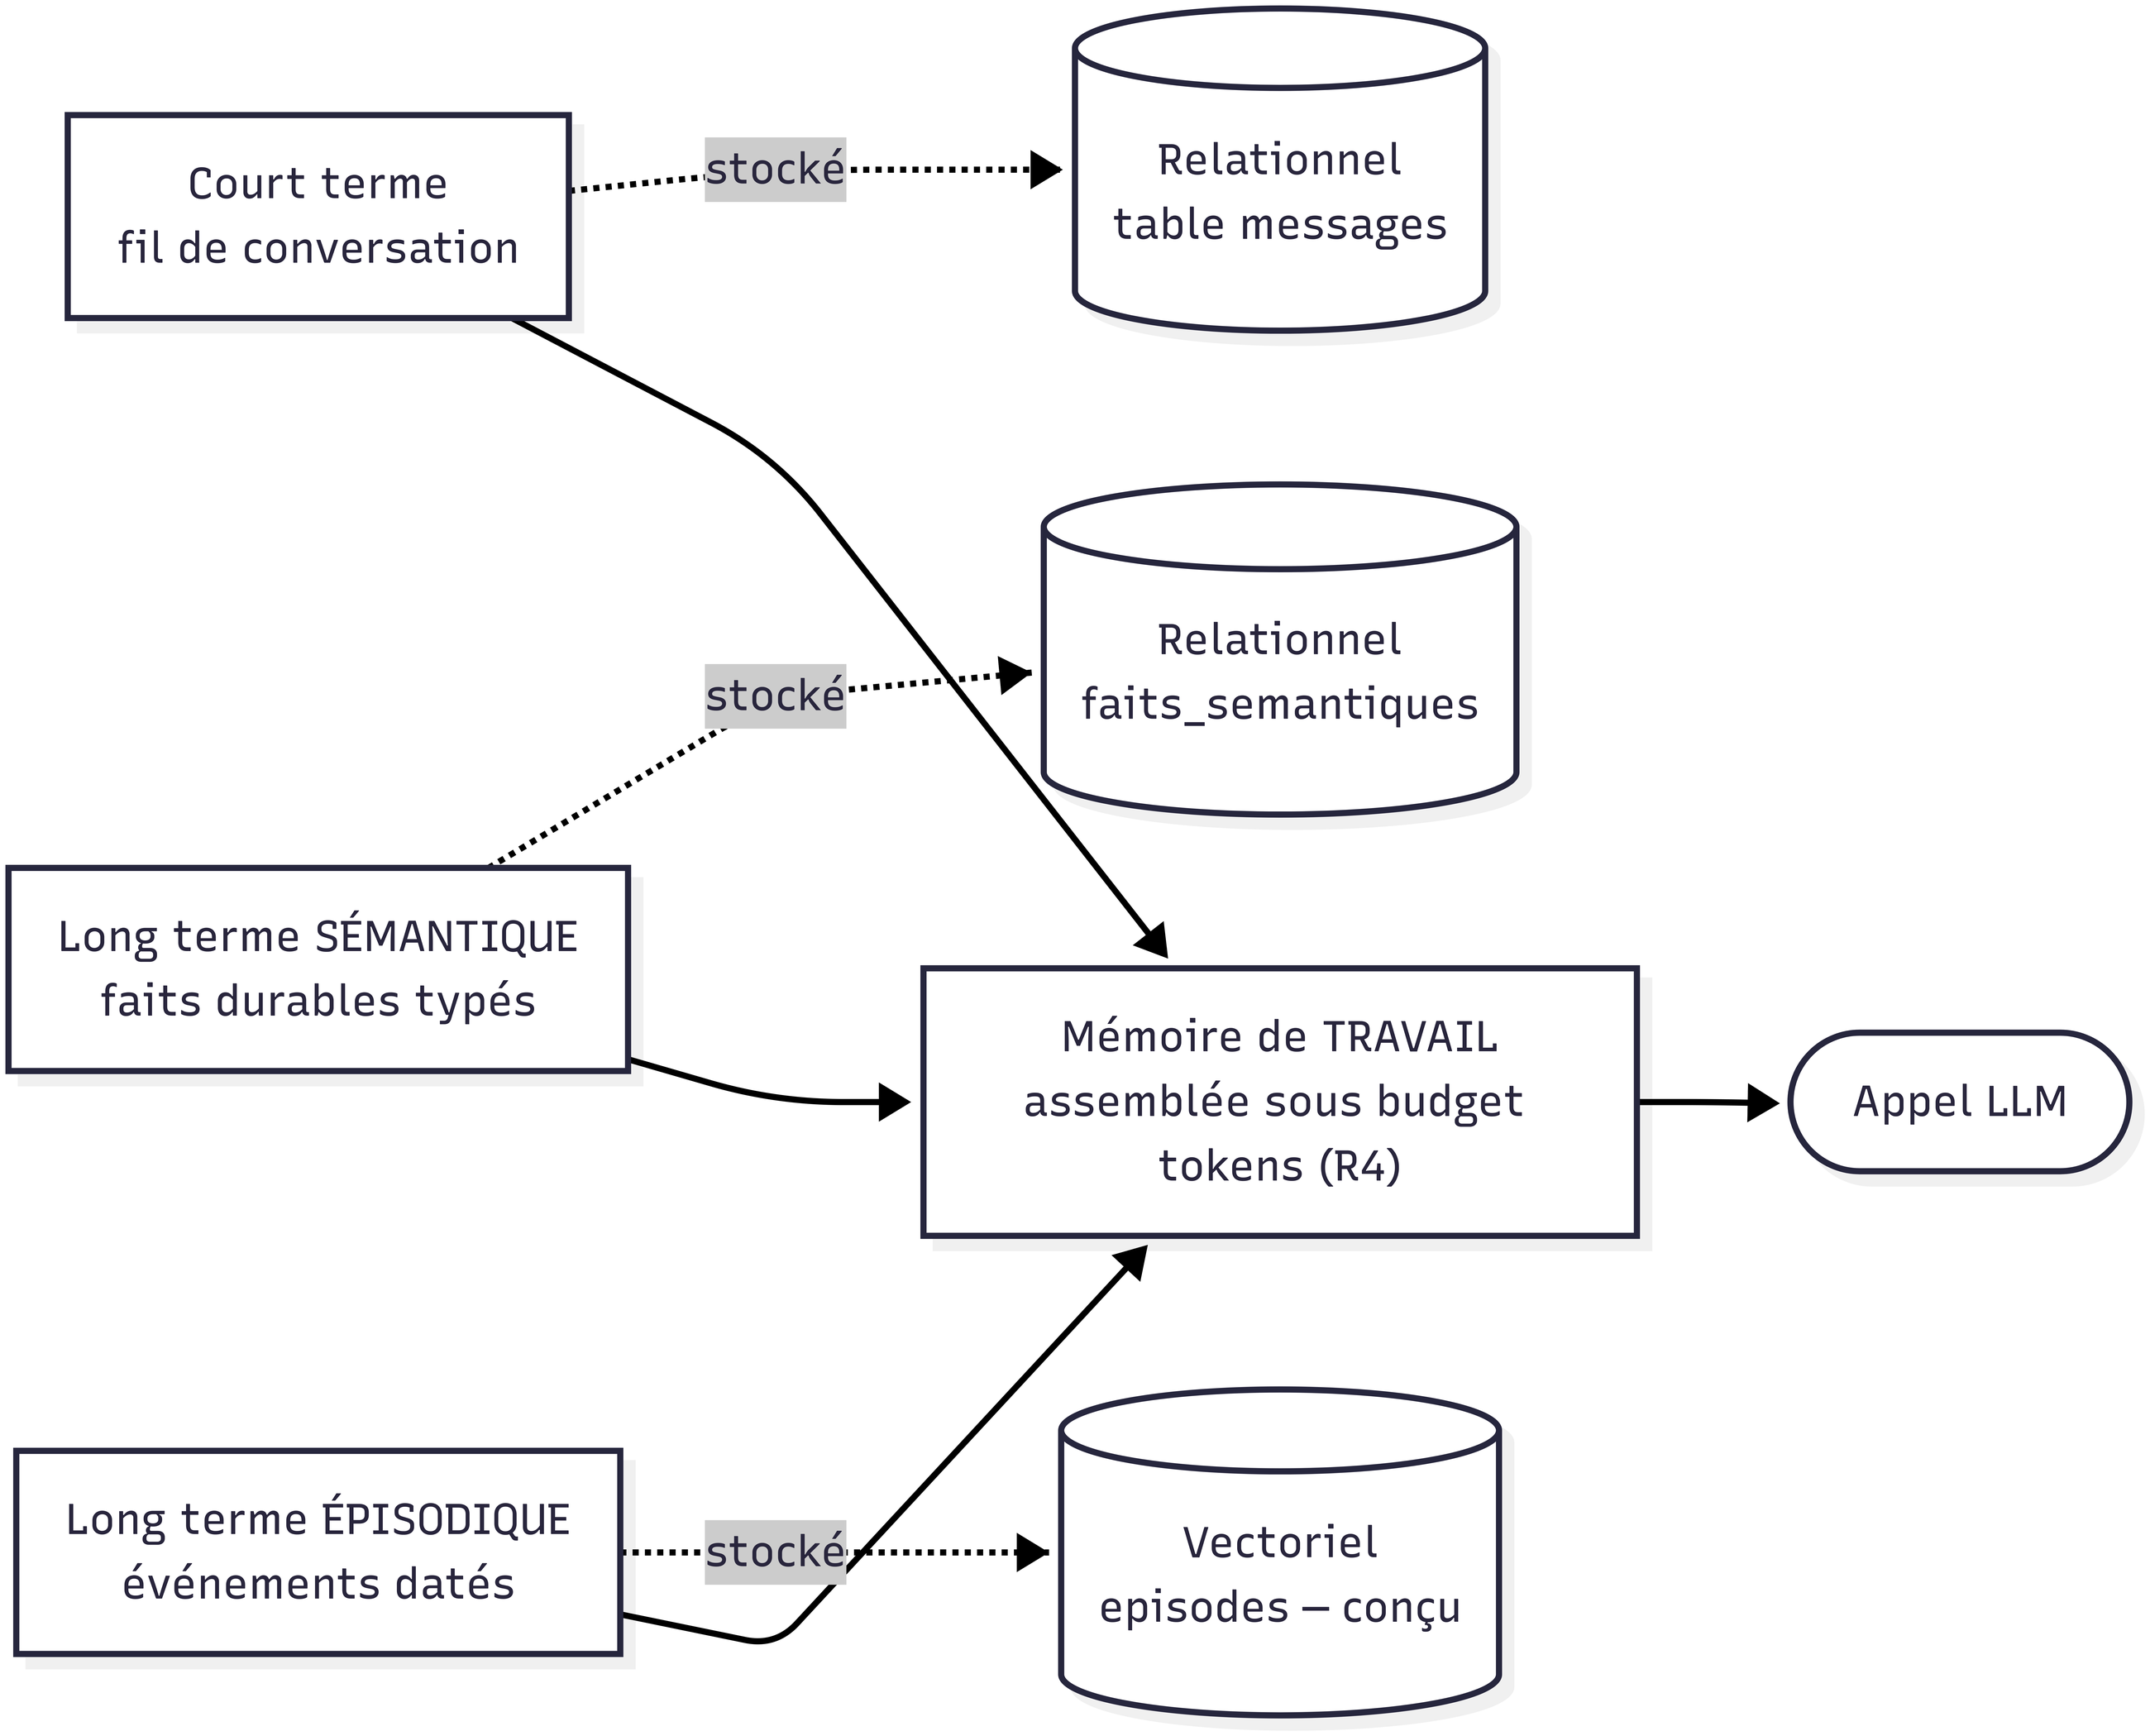 Court terme
fil de conversation
stocké
Relationnel
table messages
stocké
Relationnel
faits_semantiques
Long terme SÉMANTIQUE
faits durables typés
Mémoire de TRAVAIL
assemblée sous budget
tokens (R4)
Appel LLM
Long terme ÉPISODIQUE
événements datés
stocké
Vectoriel
episodes — conçu